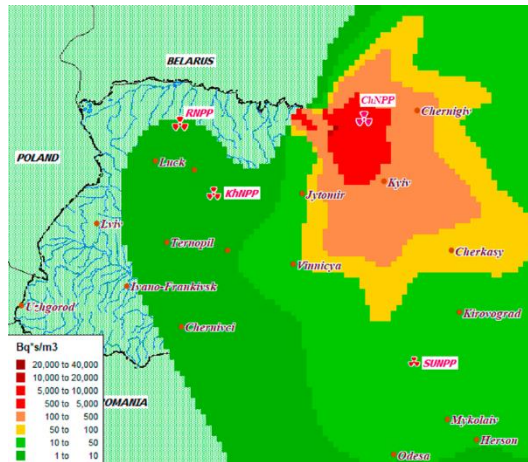 BELARUS
RNPP
ChNPP
Chernigiv
POLAND
Luck
KhNPP
Kyiv
Jytomir
Lviv
Ternopil
Cherkasy
Vinnicya
Ivano-Frankivsk
Uzhgorod'
Kirovograd
Chernivci
Bq*s/m3
SUNPP
20,000 to 40,000
10,000 to 20,000
5,000 to 10,000
500 to 5,000
100 to 500
OMANIA
50 to 100
Mykolaiv
10 to 50
Herson
1 to 10
Odesa